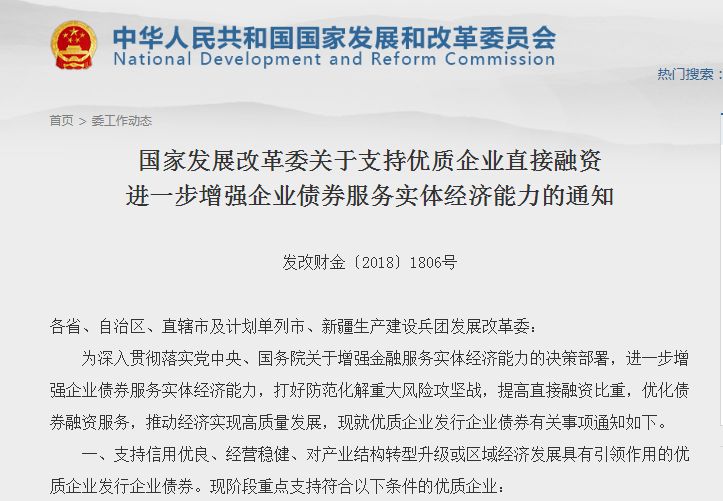 中华人民共和国国家发展和改革委员会
National Development and Reform Commission
热门搜索：
首页 > 委工作动态
国家发展改革委关于支持优质企业直接融资
进一步增强企业债券服务实体经济能力的通知
发改财金〔2018〕1806号
各省、自治区、直辖市及计划单列市、新疆生产建设兵团发展改革委：
为深入贯彻落实党中央、国务院关于增强金融服务实体经济能力的决策部署，进一步增
强企业债券服务实体经济能力，打好防范化解重大风险攻坚战，提高直接融资比重，优化债
券融资服务，推动经济实现高质量发展，现就优质企业发行企业债券有关事项通知如下。
一、支持信用优良、经营稳健、对产业结构转型升级或区域经济发展具有引领作用的优
质企业发行企业债券。现阶段重点支持符合以下条件的优质企业：